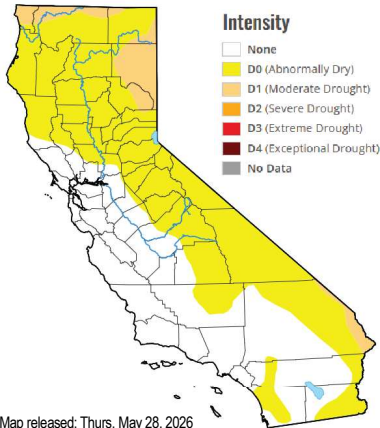 Intensity
None
D0 (Abnormally Dry)
D1 (Moderate Drought)
D2 (Severe Drought)
D3 (Extreme Drought)
D4 (Exceptional Drought)
No Data
Map released: Thurs. May 28, 2026